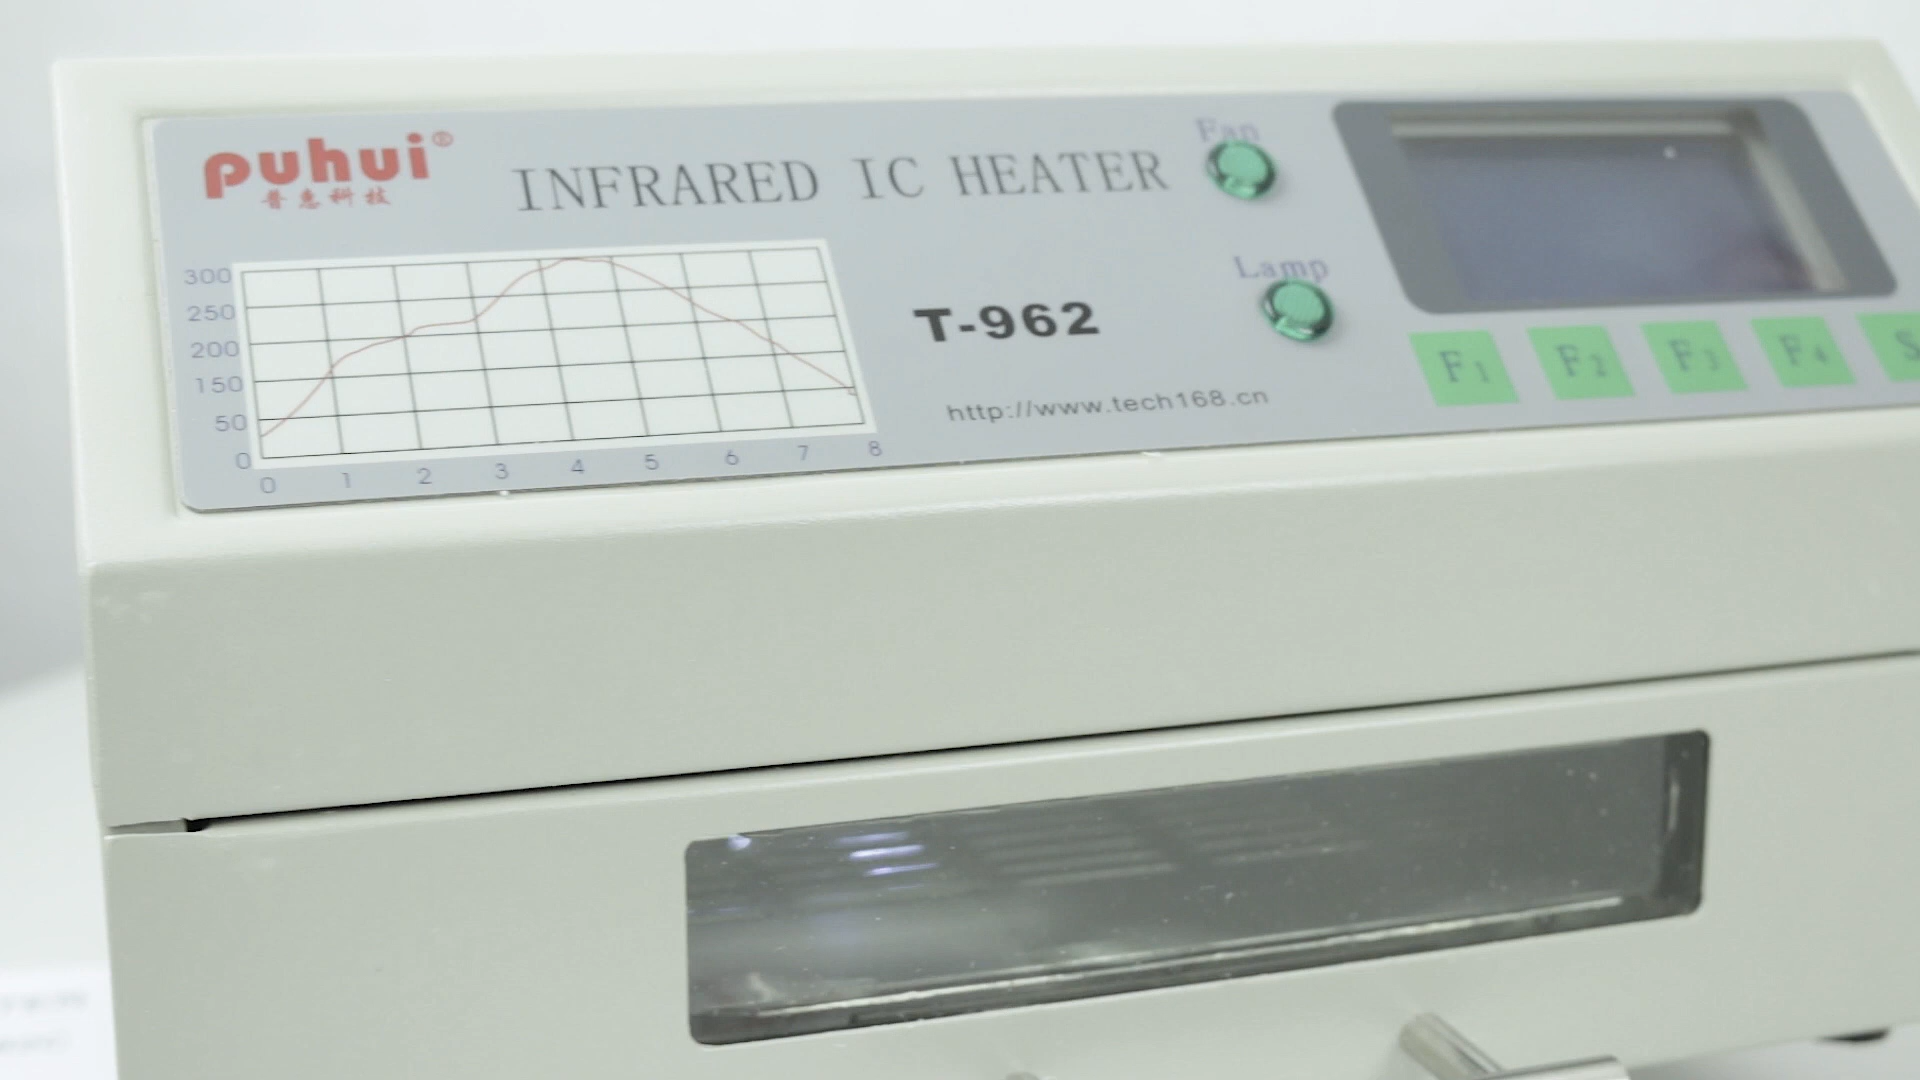 puhui®
普惠科技
INFRARED IC HEATER
Fan
Lamp
T-962
http://www.tech168.cn
F1 F2 F3 F4 S
300
250
200
150
50
0
0 1 2 3 4 5 6 7 8